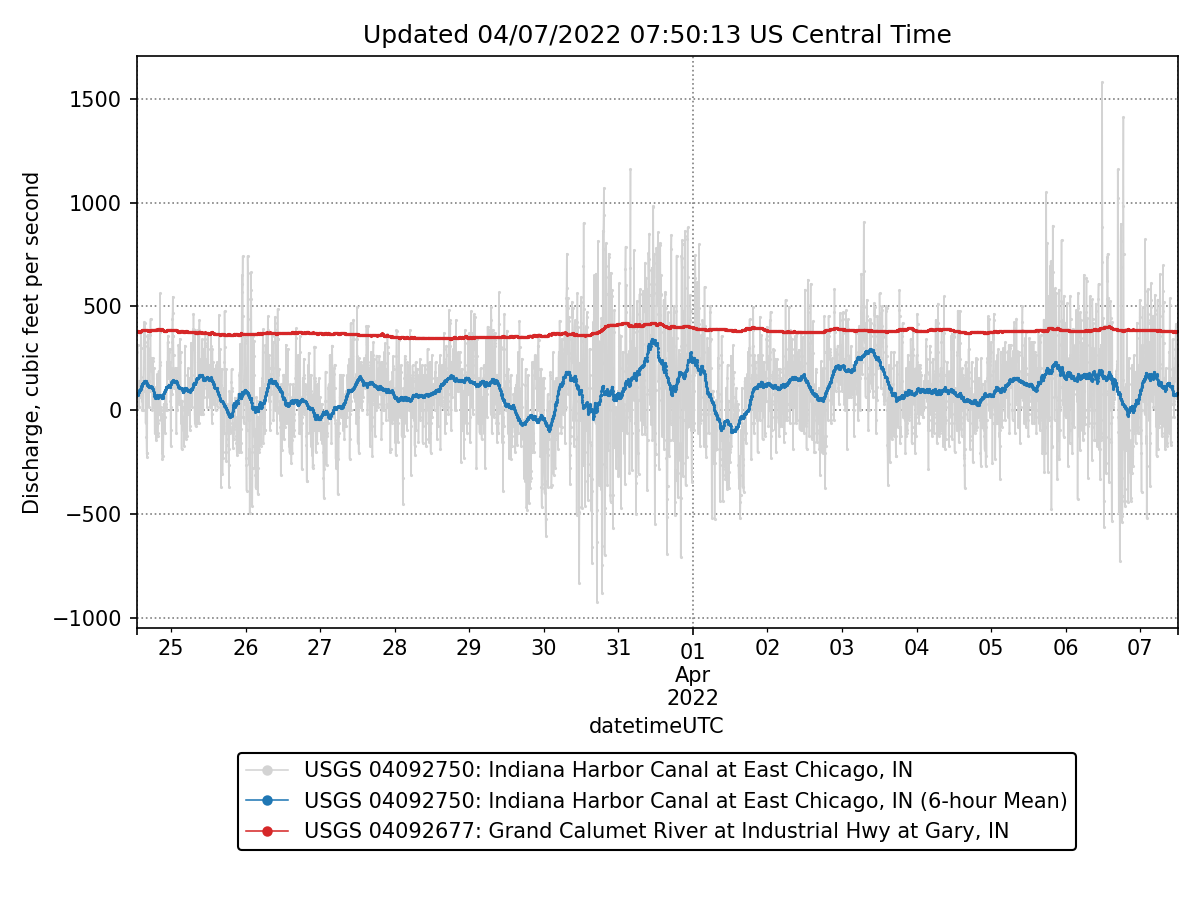 Updated 04/07/2022 07:50:13 US Central Time
Discharge, cubic feet per second
1500
1000
500
0
−500
−1000
25 26 27 28 29 30 31 01 02 03 04 05 06 07
Apr
2022
datetimeUTC
USGS 04092750: Indiana Harbor Canal at East Chicago, IN
USGS 04092750: Indiana Harbor Canal at East Chicago, IN (6-hour Mean)
USGS 04092677: Grand Calumet River at Industrial Hwy at Gary, IN